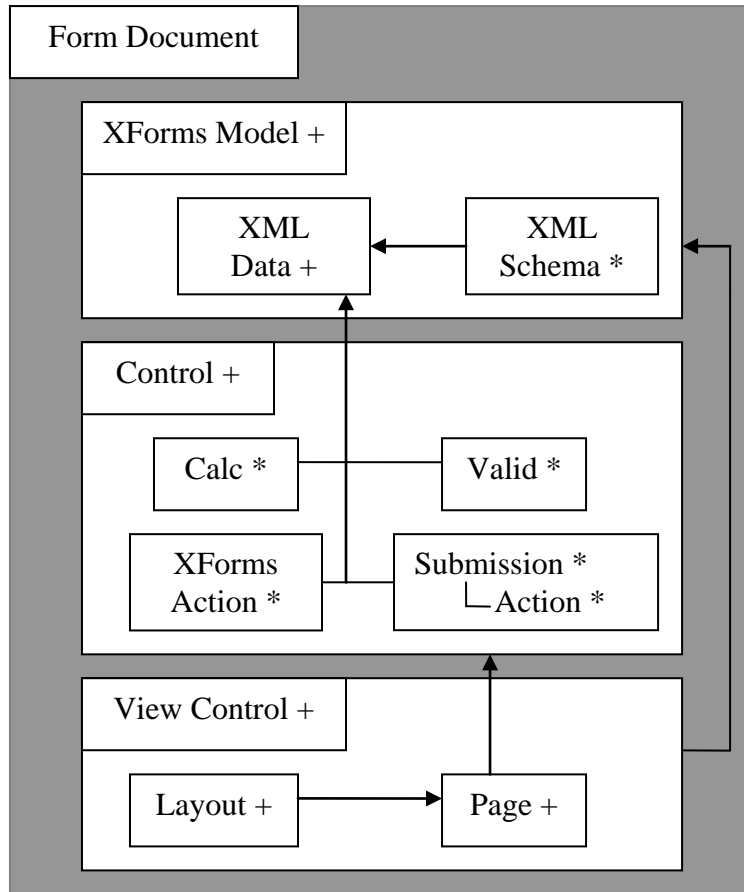 Form Document
XForms Model +
XML
Data +
XML
Schema *
Control +
Calc *
Valid *
XForms
Action *
Submission *
Action *
View Control +
Layout +
Page +